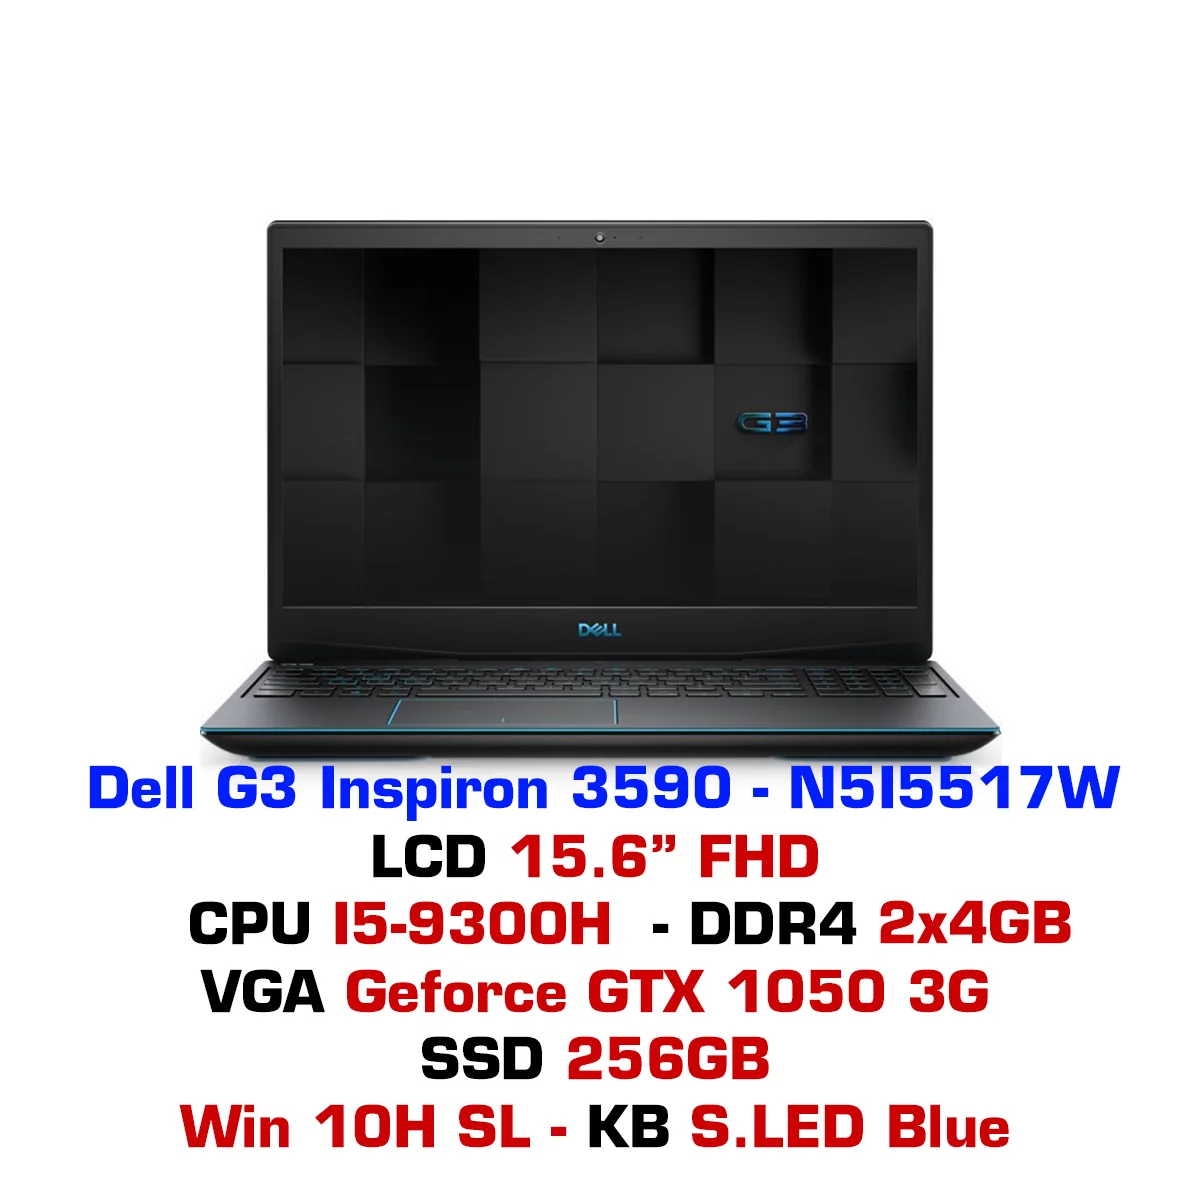 G3
DELL
Dell G3 Inspiron 3590 - N5I5517W
LCD 15.6” FHD
CPU I5-9300H - DDR4 2x4GB
VGA Geforce GTX 1050 3G
SSD 256GB
Win 10H SL - KB S.LED Blue